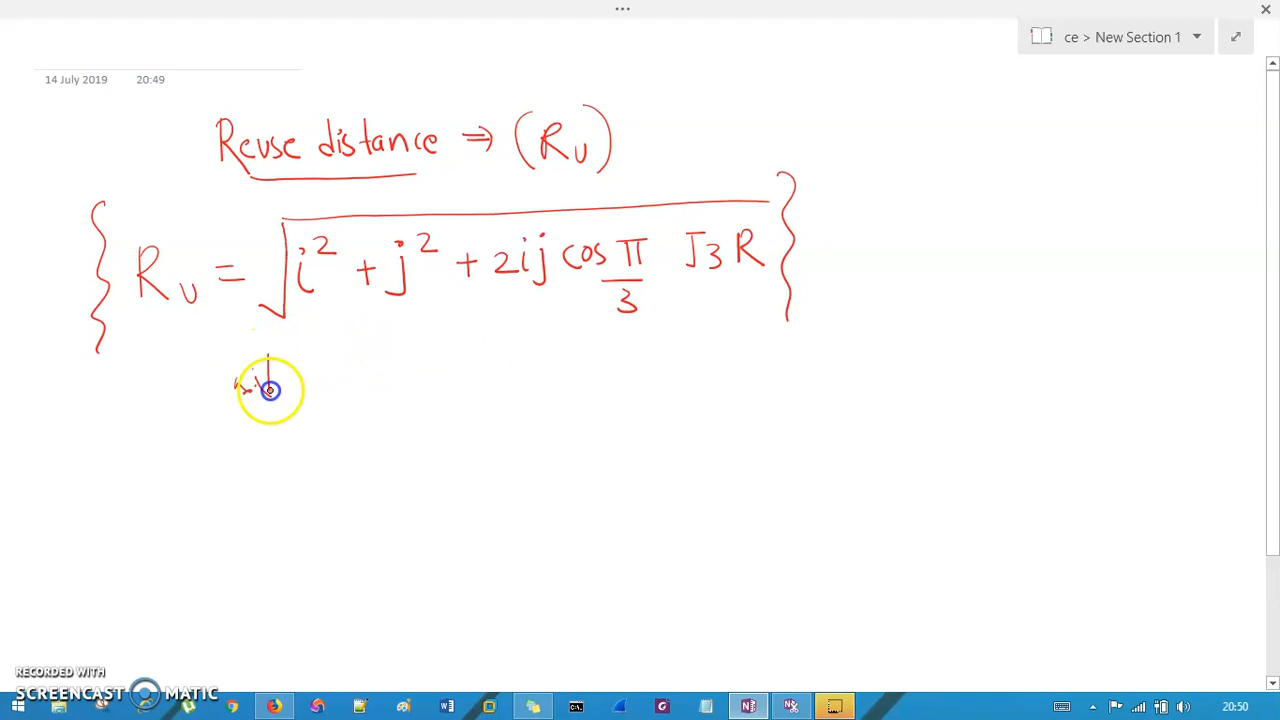 ce > New Section 1
14 July 2019 20:49
Reuse distance ⇒ (Ru)
{ Ru = √i² + j² + 2ij cos π/3 √3 R }
RECORDED WITH
SCREENCAST MATIC
20:50